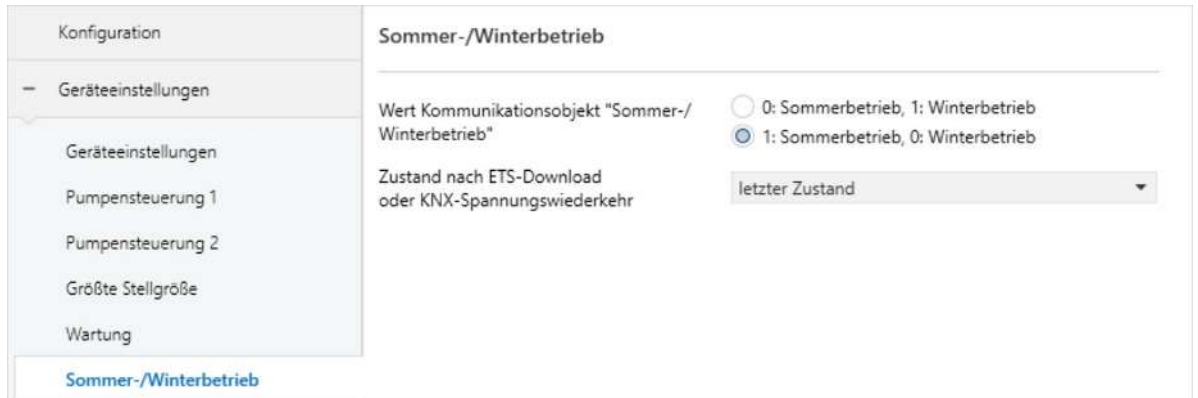 Konfiguration
− Geräteeinstellungen
Geräteeinstellungen
Pumpensteuerung 1
Pumpensteuerung 2
Größte Stellgröße
Wartung
Sommer-/Winterbetrieb
Sommer-/Winterbetrieb
Wert Kommunikationsobjekt "Sommer-/
Winterbetrieb"
0: Sommerbetrieb, 1: Winterbetrieb
1: Sommerbetrieb, 0: Winterbetrieb
Zustand nach ETS-Download
oder KNX-Spannungswiederkehr
letzter Zustand